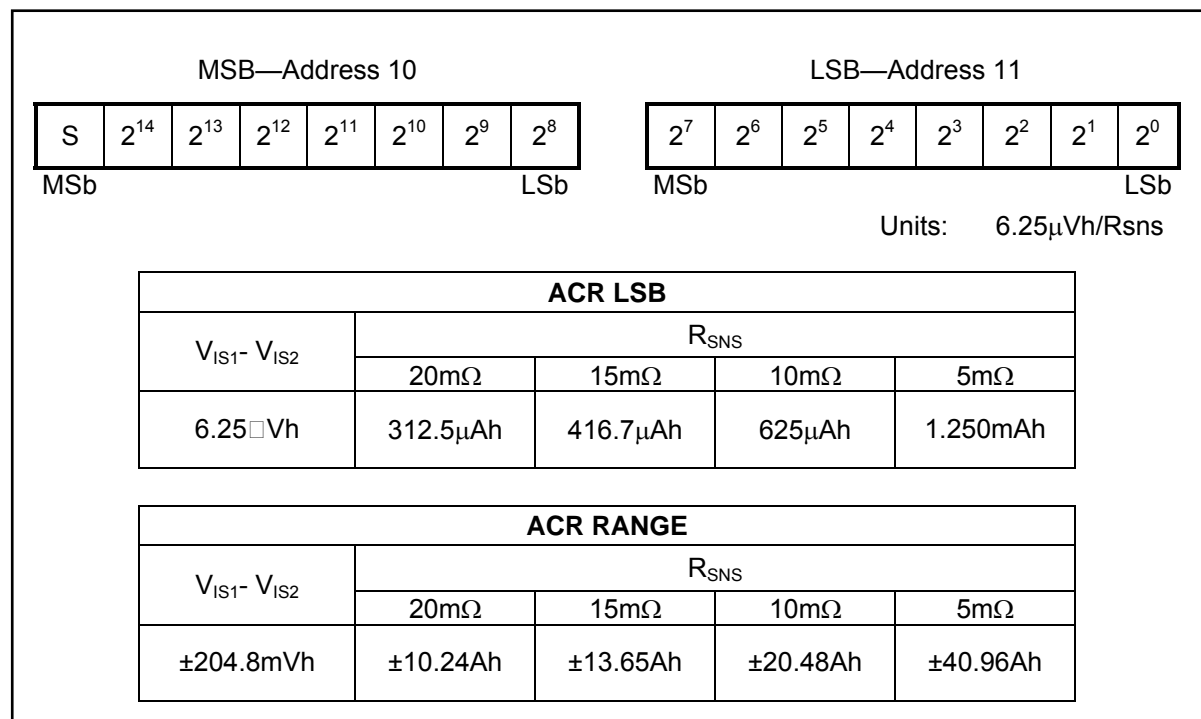 MSB—Address 10 LSB—Address 11
S 2^14 2^13 2^12 2^11 2^10 2^9 2^8 2^7 2^6 2^5 2^4 2^3 2^2 2^1 2^0
MSb LSb MSb LSb
Units: 6.25μVh/Rsns
ACR LSB
V_IS1- V_IS2 R_SNS
20mΩ 15mΩ 10mΩ 5mΩ
6.25□Vh 312.5μAh 416.7μAh 625μAh 1.250mAh
ACR RANGE
V_IS1- V_IS2 R_SNS
20mΩ 15mΩ 10mΩ 5mΩ
±204.8mVh ±10.24Ah ±13.65Ah ±20.48Ah ±40.96Ah